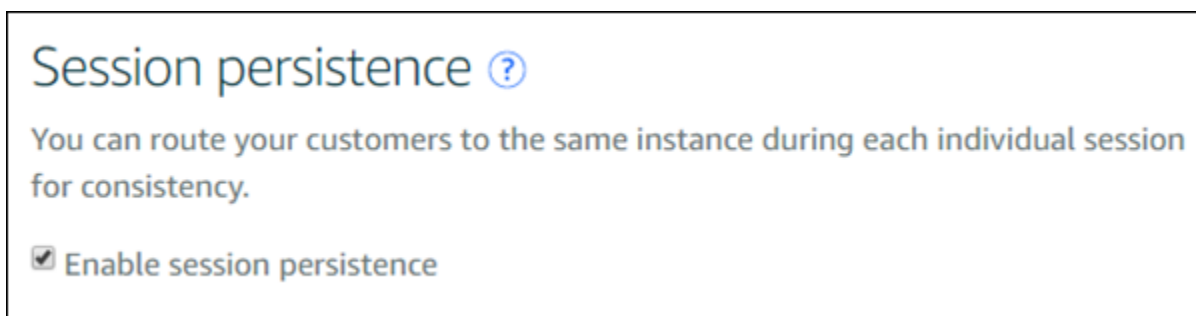 Session persistence ?
You can route your customers to the same instance during each individual session
for consistency.
Enable session persistence